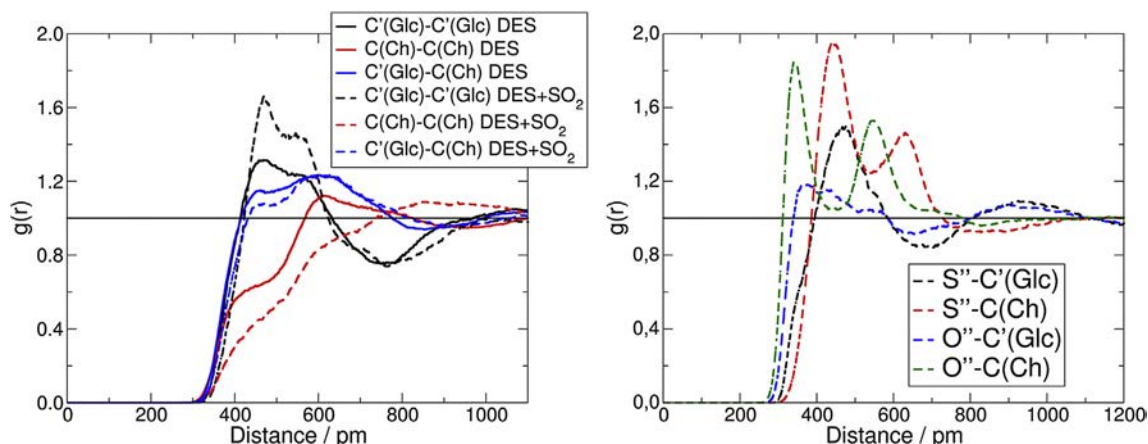 2.0
1.6
1.2
0.8
0.4
0.0
g(r)
0
200
400
600
800
1000
Distance / pm
C'(Glc)-C'(Glc) DES
C(Ch)-C(Ch) DES
C'(Glc)-C(Ch) DES
C'(Glc)-C'(Glc) DES+SO₂
C(Ch)-C(Ch) DES+SO₂
C'(Glc)-C(Ch) DES+SO₂
2.0
1.6
1.2
0.8
0.4
0,0
g(r)
0
200
400
600
800
1000
1200
Distance / pm
S''-C'(Glc)
S''-C(Ch)
O''-C'(Glc)
O''-C(Ch)